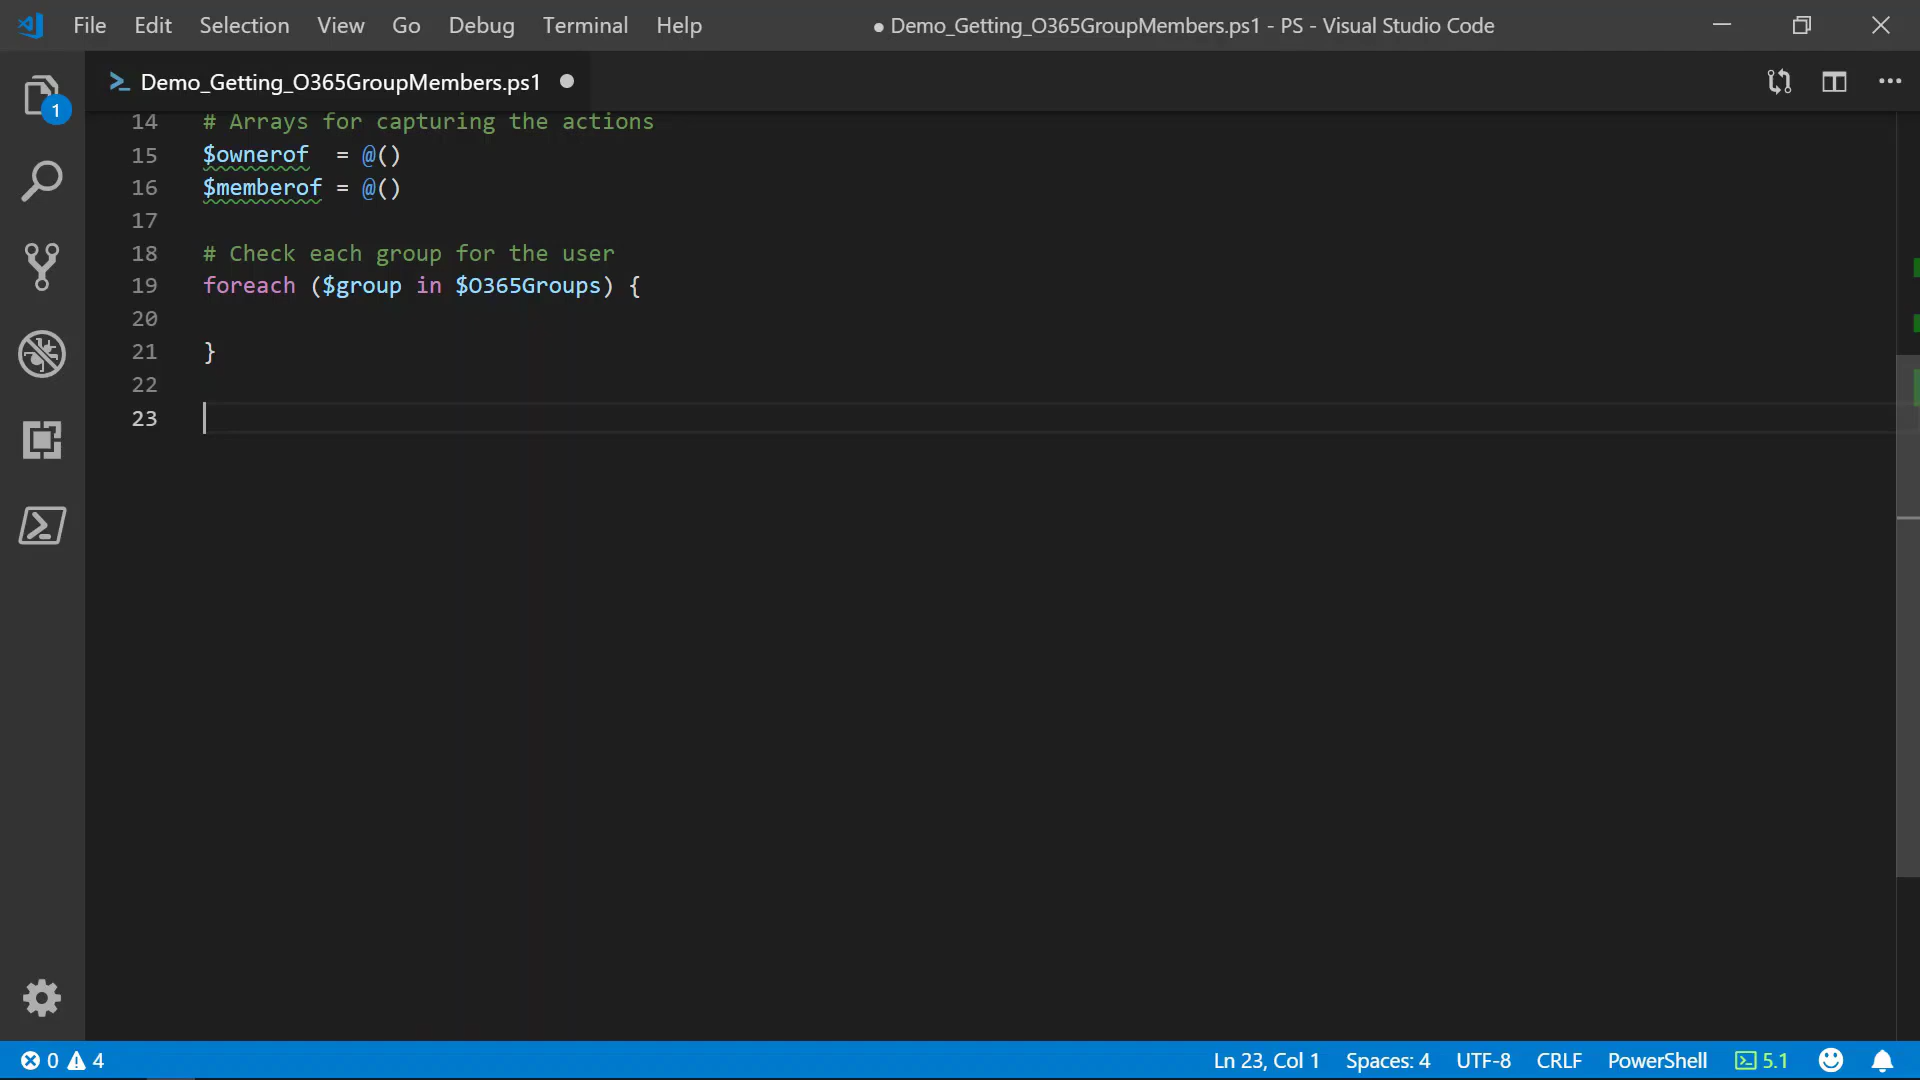 File Edit Selection View Go Debug Terminal Help
● Demo_Getting_O365GroupMembers.ps1 - PS - Visual Studio Code
Demo_Getting_O365GroupMembers.ps1 ●
1
14 # Arrays for capturing the actions
15 $ownerof  = @()
16 $memberof = @()
17
18 # Check each group for the user
19 foreach ($group in $O365Groups) {
20
21 }
22
23
0 4 Ln 23, Col 1 Spaces: 4 UTF-8 CRLF PowerShell 5.1